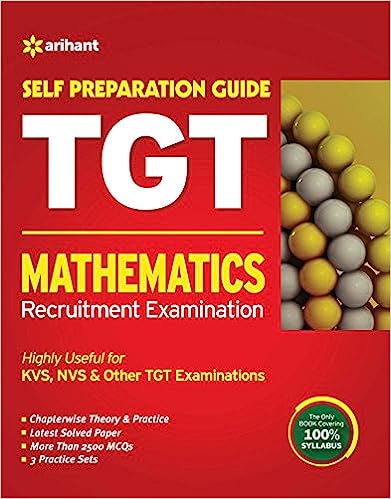 arihant
SELF PREPARATION GUIDE
TGT
MATHEMATICS
Recruitment Examination
Highly Useful for
KVS, NVS & Other TGT Examinations
• Chapterwise Theory & Practice
• Latest Solved Paper
• More Than 2500 MCQs
• 3 Practice Sets
The Only
BOOK Covering
100%
SYLLABUS